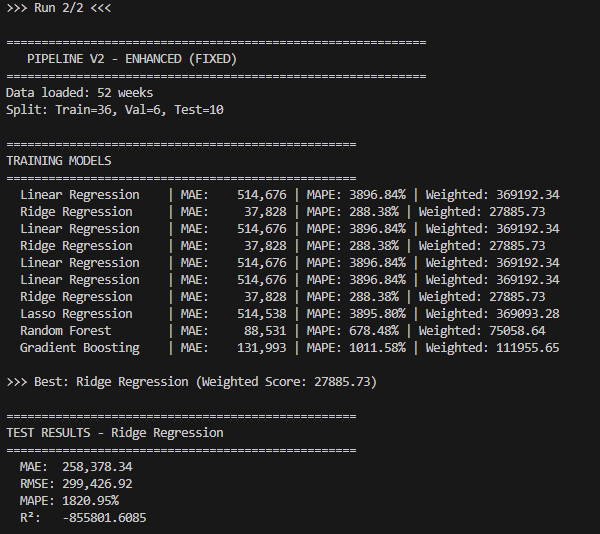 >>> Run 2/2 <<<
============================================================
PIPELINE V2 - ENHANCED (FIXED)
============================================================
Data loaded: 52 weeks
Split: Train=36, Val=6, Test=10
==================================================
TRAINING MODELS
==================================================
Linear Regression | MAE: 514,676 | MAPE: 3896.84% | Weighted: 369192.34
Ridge Regression | MAE: 37,828 | MAPE: 288.38% | Weighted: 27885.73
Linear Regression | MAE: 514,676 | MAPE: 3896.84% | Weighted: 369192.34
Ridge Regression | MAE: 37,828 | MAPE: 288.38% | Weighted: 27885.73
Linear Regression | MAE: 514,676 | MAPE: 3896.84% | Weighted: 369192.34
Linear Regression | MAE: 514,676 | MAPE: 3896.84% | Weighted: 369192.34
Ridge Regression | MAE: 37,828 | MAPE: 288.38% | Weighted: 27885.73
Lasso Regression | MAE: 514,538 | MAPE: 3895.80% | Weighted: 369093.28
Random Forest | MAE: 88,531 | MAPE: 678.48% | Weighted: 75058.64
Gradient Boosting | MAE: 131,993 | MAPE: 1011.58% | Weighted: 111955.65
>>> Best: Ridge Regression (Weighted Score: 27885.73)
==================================================
TEST RESULTS - Ridge Regression
==================================================
MAE: 258,378.34
RMSE: 299,426.92
MAPE: 1820.95%
R²: -855801.6085